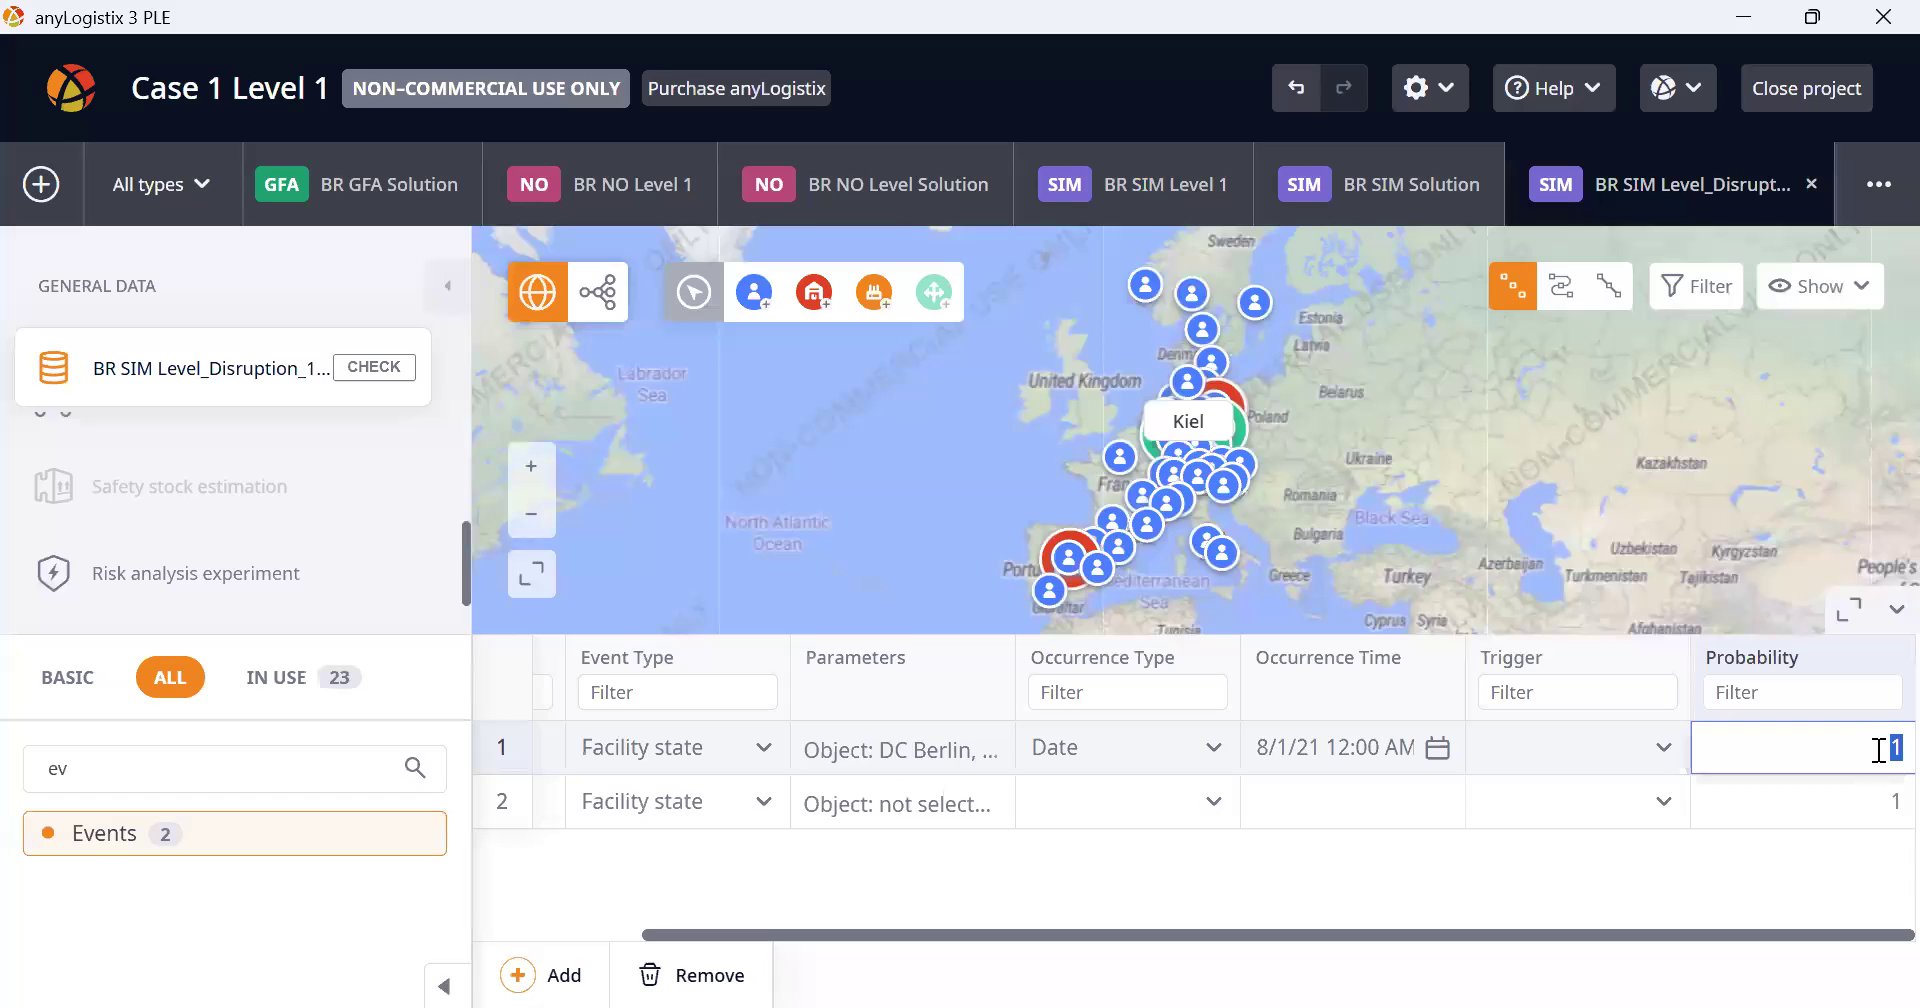 anyLogistix 3 PLE
Case 1 Level 1
NON-COMMERCIAL USE ONLY
Purchase anyLogistix
Help
Close project
All types
GFA BR GFA Solution
NO BR NO Level 1
NO BR NO Level Solution
SIM BR SIM Level 1
SIM BR SIM Solution
SIM BR SIM Level_Disrupt...
GENERAL DATA
BR SIM Level_Disruption_1...
CHECK
Safety stock estimation
Risk analysis experiment
Filter
Show
Sweden
Estonia
Latvia
Labrador
Sea
United Kingdom
Belarus
Poland
Kiel
Ukraine
Kazakhstan
Romania
North Atlantic
Ocean
Black Sea
Bulgaria
Uzbekistan
Kyrgyzstan
Azerbaijan
Turkmenistan
Tajikistan
People's
Greece
Turkey
Sea
Cyprus
Syria
Tunisia
Afghanistan
BASIC
ALL
IN USE 23
ev
Events 2
Event Type
Parameters
Occurrence Type
Occurrence Time
Trigger
Probability
Filter
Filter
Filter
Filter
1
Facility state
Object: DC Berlin, ...
Date
8/1/21 12:00 AM
1
2
Facility state
Object: not select...
1
Add
Remove